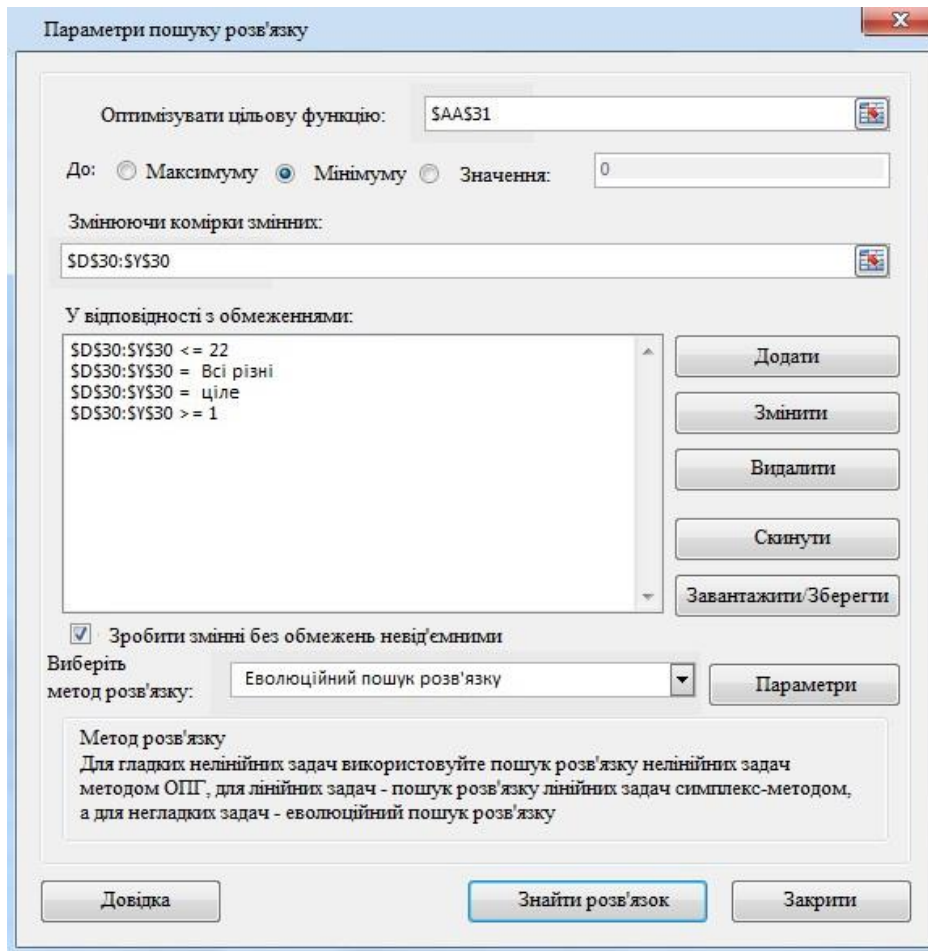 Параметри пошуку розв'язку
Оптимізувати цільову функцію: $AA$31
До: Максимуму Мінімуму Значення: 0
Змінюючи комірки змінних:
$D$30:$Y$30
У відповідності з обмеженнями:
$D$30:$Y$30 <= 22
$D$30:$Y$30 = Всі різні
$D$30:$Y$30 = ціле
$D$30:$Y$30 >= 1
Додати
Змінити
Видалити
Скинути
Завантажити/Зберегти
Зробити змінні без обмежень невід'ємними
Виберіть
метод розв'язку: Еволюційний пошук розв'язку Параметри
Метод розв'язку
Для гладких нелінійних задач використовуйте пошук розв'язку нелінійних задач
методом ОПГ, для лінійних задач - пошук розв'язку лінійних задач симплекс-методом,
а для негладких задач - еволюційний пошук розв'язку
Довідка Знайти розв'язок Закрити